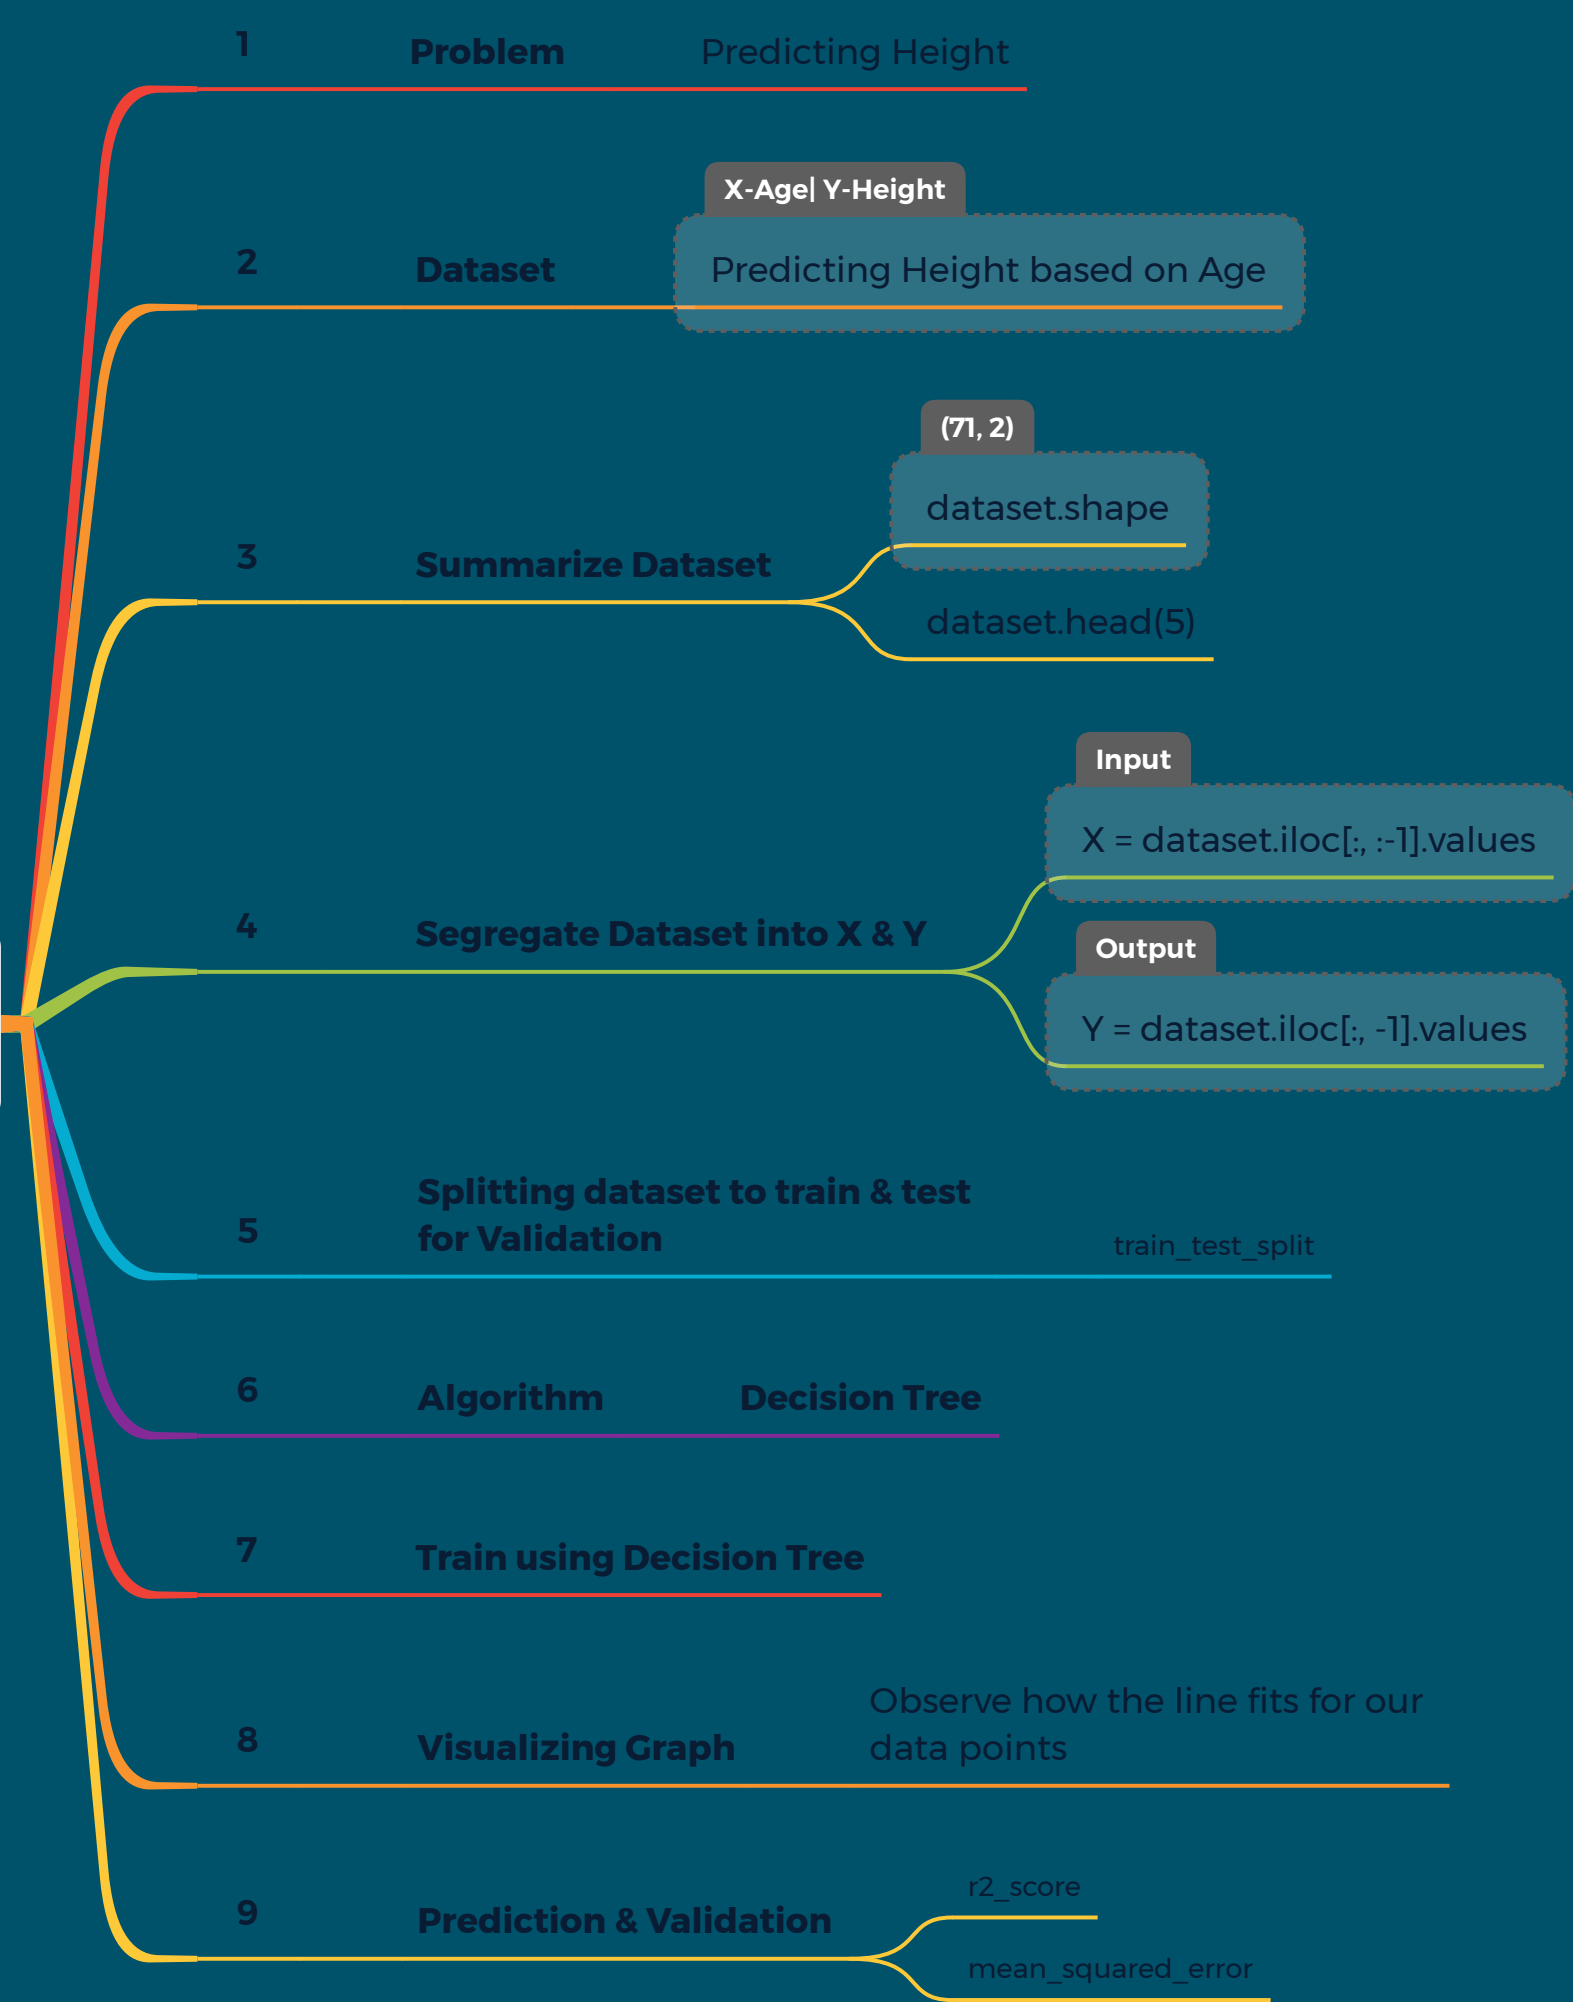 1 Problem Predicting Height
X-Age| Y-Height
2 Dataset Predicting Height based on Age
(71, 2)
dataset.shape
3 Summarize Dataset
dataset.head(5)
Input
X = dataset.iloc[:, :-1].values
4 Segregate Dataset into X & Y
Output
Y = dataset.iloc[:, -1].values
5 Splitting dataset to train & test
for Validation
train_test_split
6 Algorithm Decision Tree
7 Train using Decision Tree
8 Visualizing Graph
Observe how the line fits for our
data points
9 Prediction & Validation
r2_score
mean_squared_error